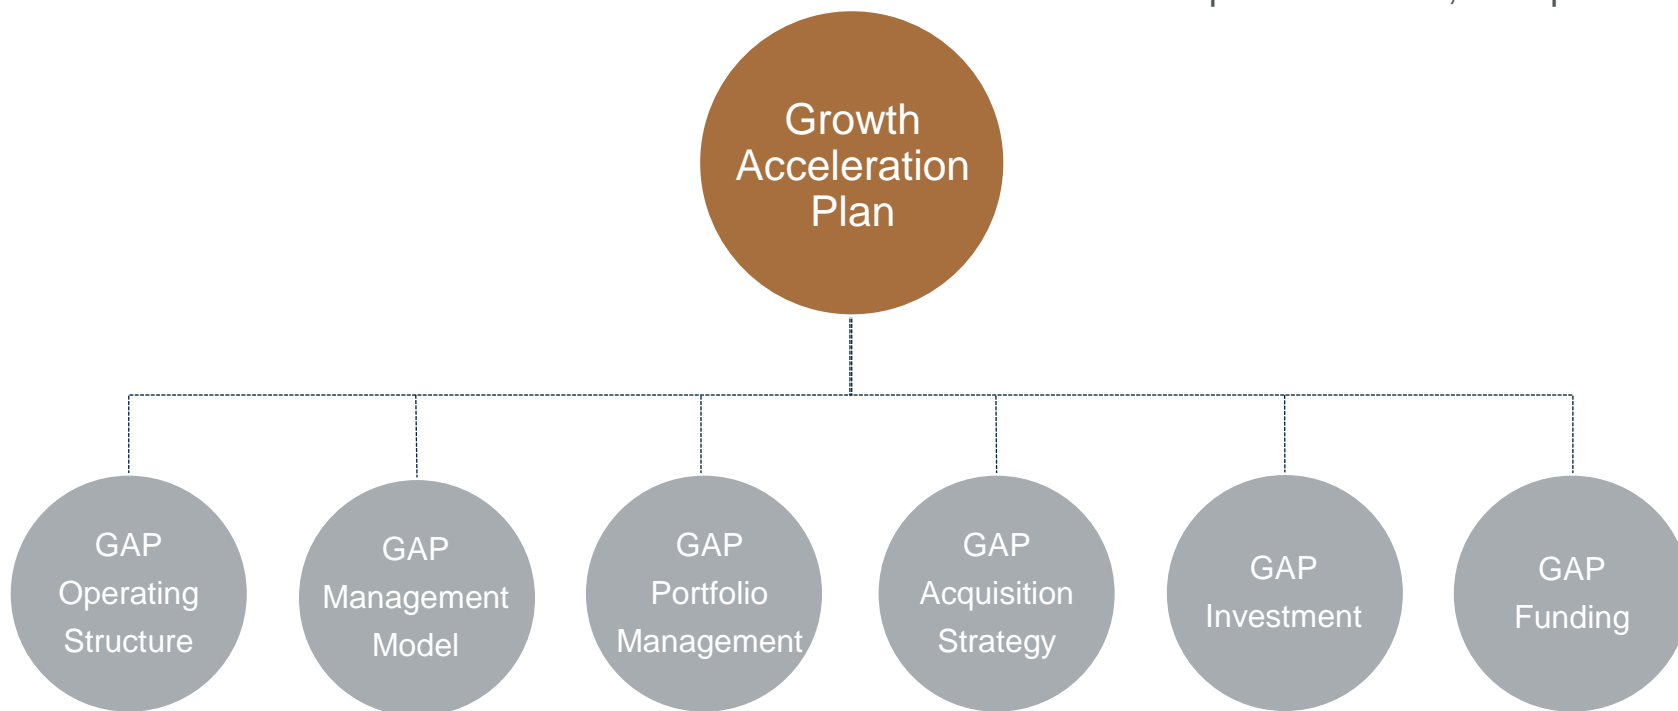 Growth
Acceleration
Plan
GAP
Operating
Structure
GAP
Management
Model
GAP
Portfolio
Management
GAP
Acquisition
Strategy
GAP
Investment
GAP
Funding